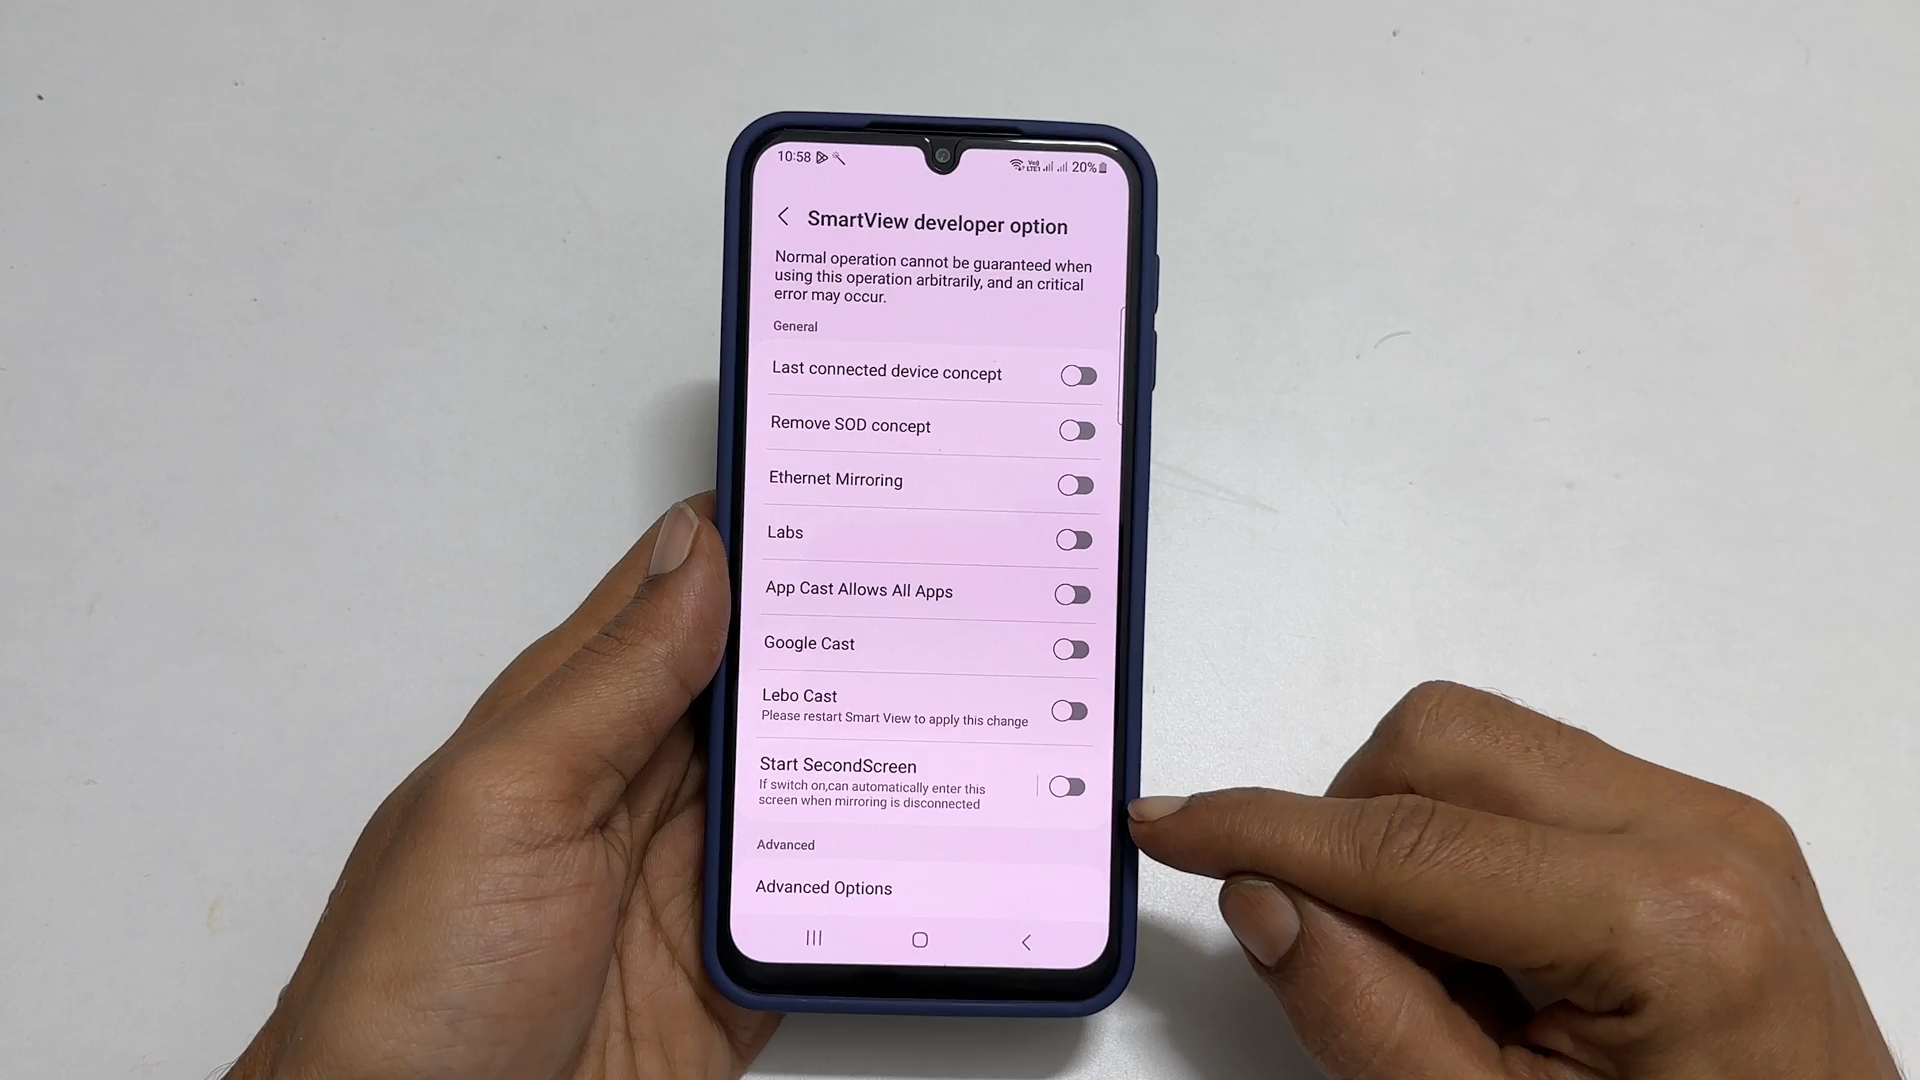 10:58
Vo) LTE1 20%
SmartView developer option
Normal operation cannot be guaranteed when
using this operation arbitrarily, and an critical
error may occur.
General
Last connected device concept
Remove SOD concept
Ethernet Mirroring
Labs
App Cast Allows All Apps
Google Cast
Lebo Cast
Please restart Smart View to apply this change
Start SecondScreen
If switch on,can automatically enter this
screen when mirroring is disconnected
Advanced
Advanced Options